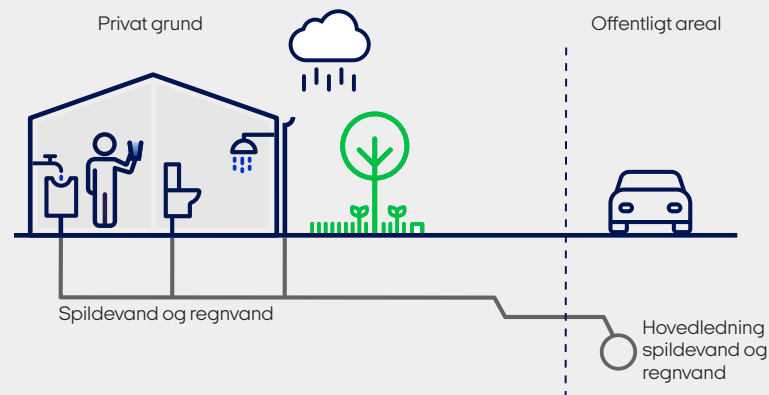 Privat grund
Offentligt areal
Spildevand og regnvand
Hovedledning
spildevand og
regnvand